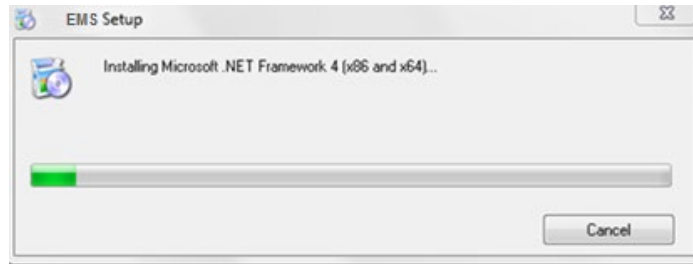 EMS Setup
Installing Microsoft .NET Framework 4 (x86 and x64)...
Cancel